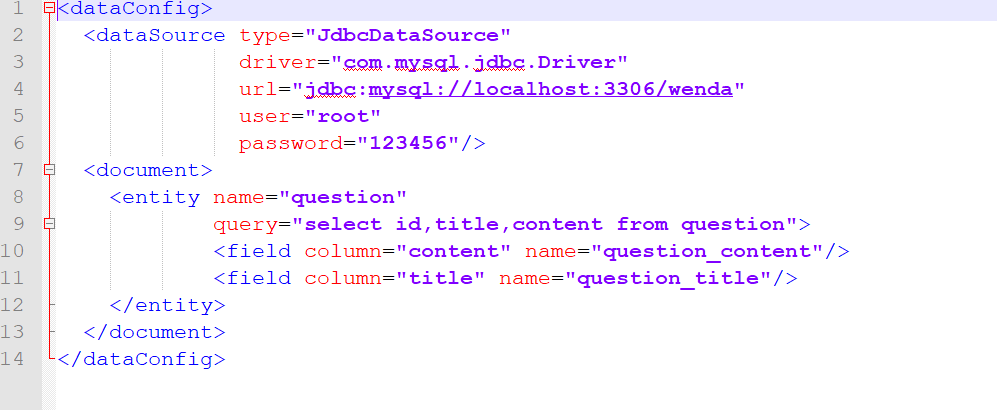 1 <dataConfig>
2 <dataSource type="JdbcDataSource"
3 driver="com.mysql.jdbc.Driver"
4 url="jdbc:mysql://localhost:3306/wenda"
5 user="root"
6 password="123456"/>
7 <document>
8 <entity name="question"
9 query="select id,title,content from question">
10 <field column="content" name="question_content"/>
11 <field column="title" name="question_title"/>
12 </entity>
13 </document>
14 </dataConfig>